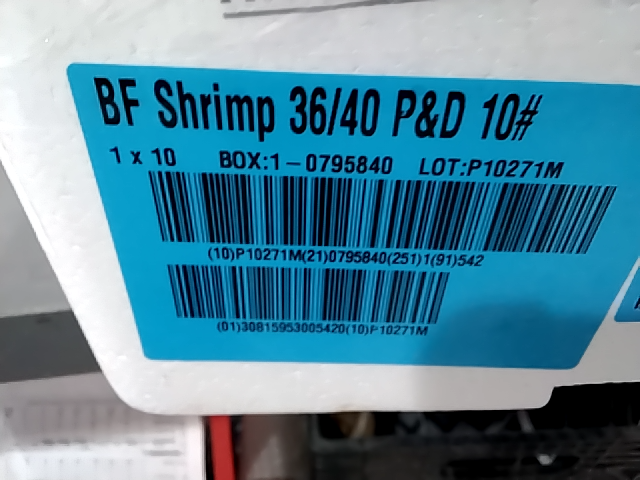 BF Shrimp 36/40 P&D 10#
1 x 10 BOX:1-0795840 LOT:P10271M
(10)P10271M(21)0795840(251)1(91)542
(01)30815953005420(10)P10271M